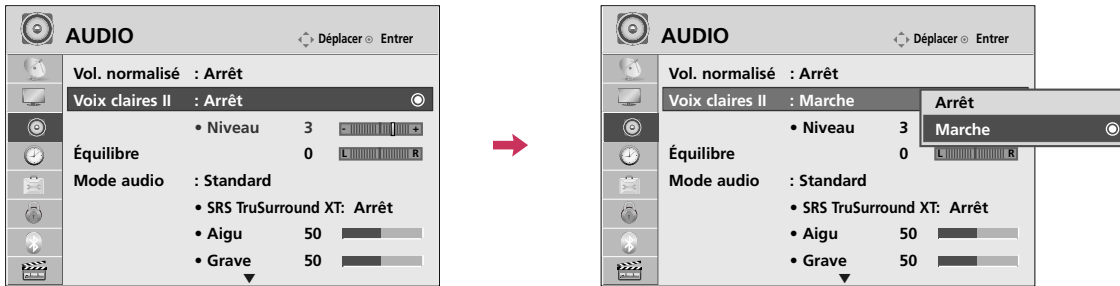 AUDIO Déplacer Entrer
Vol. normalisé : Arrêt
Voix claires II : Arrêt
• Niveau 3 - +
Équilibre 0 L R
Mode audio : Standard
• SRS TruSurround XT: Arrêt
• Aigu 50
• Grave 50
AUDIO Déplacer Entrer
Vol. normalisé : Arrêt
Voix claires II : Marche
• Niveau 3
Équilibre 0 L R
Mode audio : Standard
• SRS TruSurround XT: Arrêt
• Aigu 50
• Grave 50
Arrêt
Marche